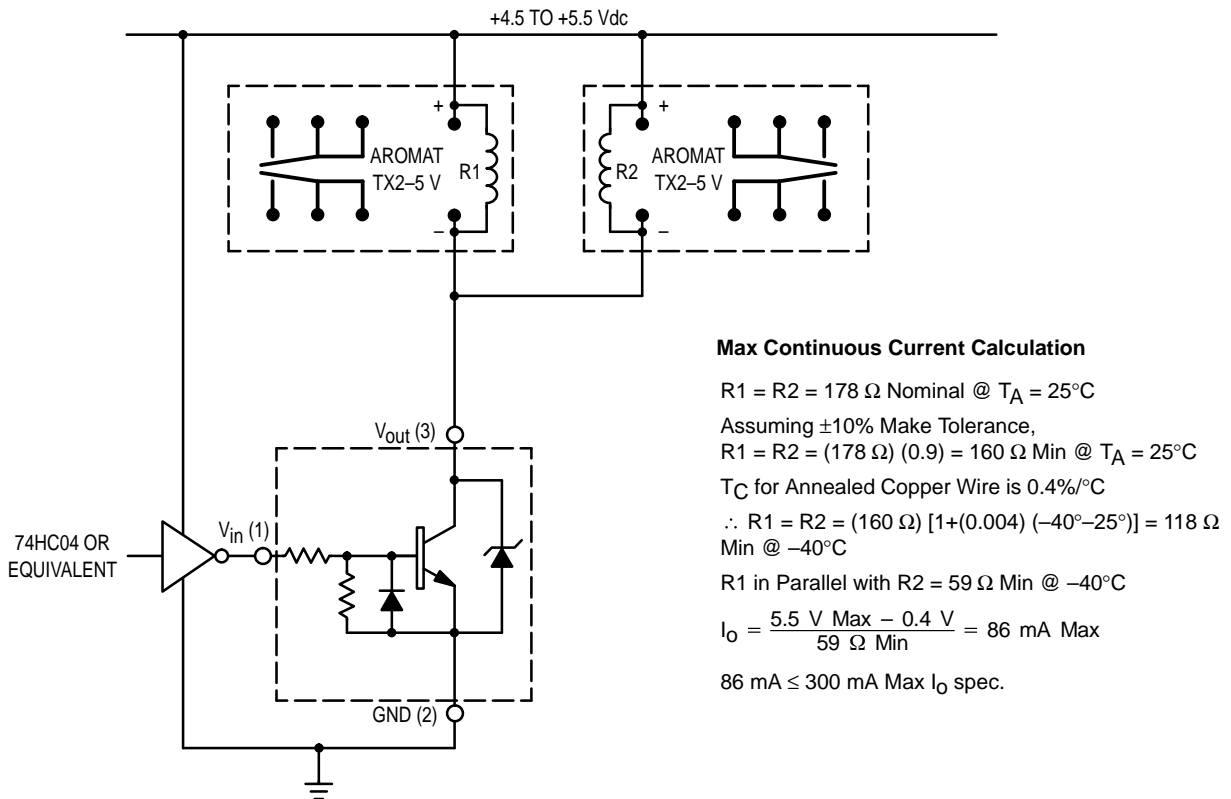 +4.5 TO +5.5 Vdc
+
+
AROMAT
TX2–5 V
R1
R2
AROMAT
TX2–5 V
–
–
Max Continuous Current Calculation
R1 = R2 = 178 Ω Nominal @ TA = 25°C
Assuming ±10% Make Tolerance,
R1 = R2 = (178 Ω) (0.9) = 160 Ω Min @ TA = 25°C
TC for Annealed Copper Wire is 0.4%/°C
∴ R1 = R2 = (160 Ω) [1+(0.004) (–40°–25°)] = 118 Ω
Min @ –40°C
R1 in Parallel with R2 = 59 Ω Min @ –40°C
Io = 5.5 V Max – 0.4 V / 59 Ω Min = 86 mA Max
86 mA ≤ 300 mA Max Io spec.
Vout (3)
Vin (1)
74HC04 OR
EQUIVALENT
GND (2)